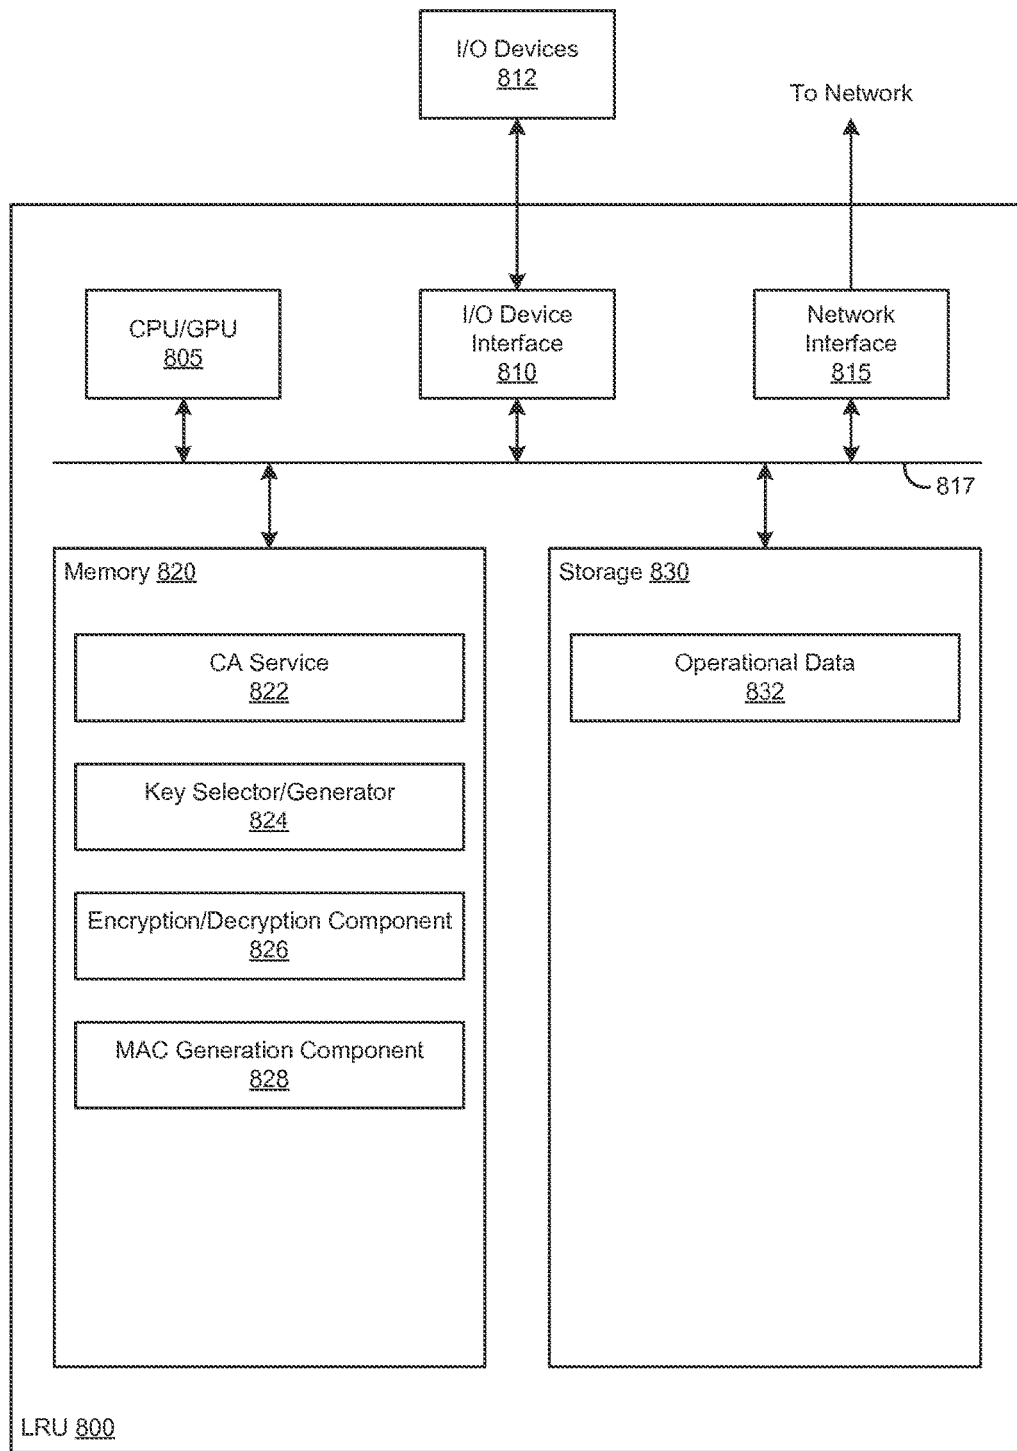 I/O Devices
812
To Network
CPU/GPU
805
I/O Device
Interface
810
Network
Interface
815
817
Memory 820
Storage 830
CA Service
822
Operational Data
832
Key Selector/Generator
824
Encryption/Decryption Component
826
MAC Generation Component
828
LRU 800